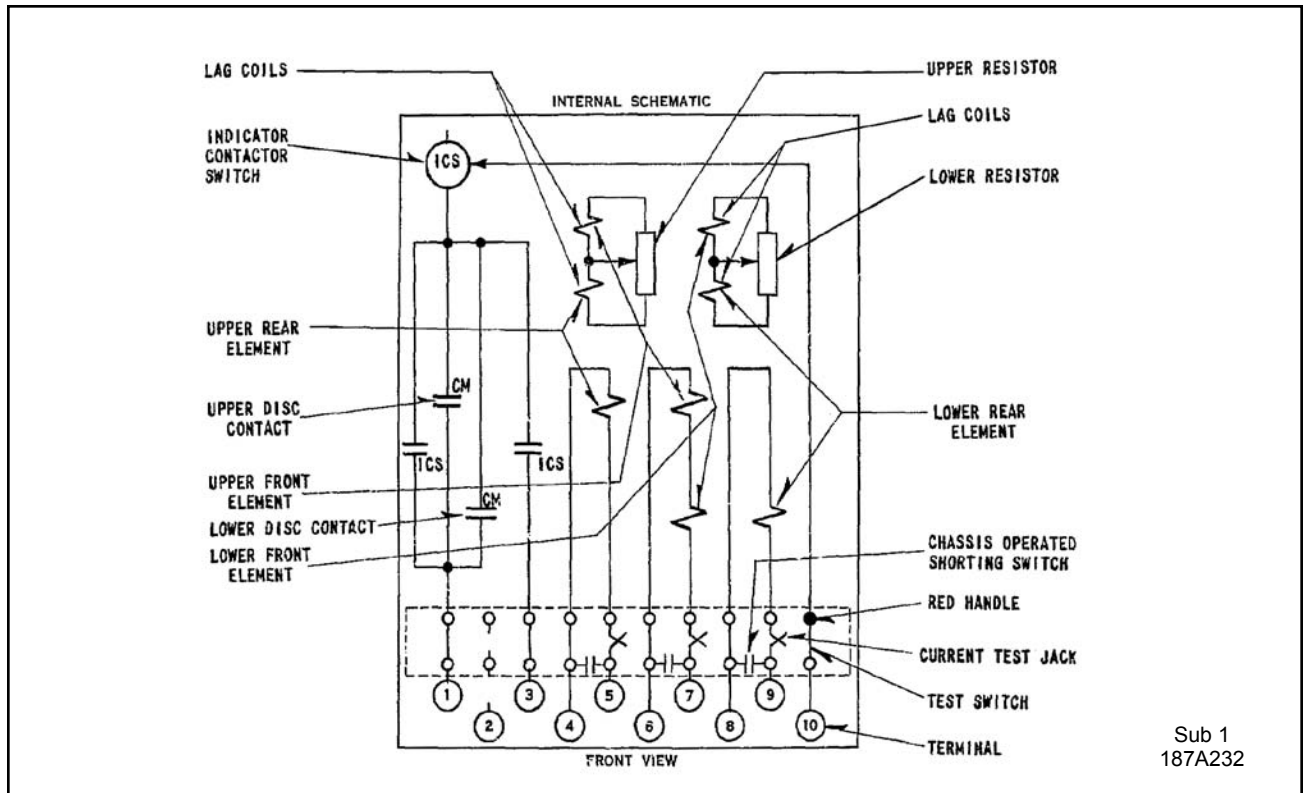 LAG COILS
UPPER RESISTOR
INTERNAL SCHEMATIC
LAG COILS
INDICATOR
CONTACTOR
SWITCH
ICS
LOWER RESISTOR
UPPER REAR
ELEMENT
CM
UPPER DISC
CONTACT
LOWER REAR
ELEMENT
ICS
ICS
UPPER FRONT
ELEMENT
CM
LOWER DISC CONTACT
LOWER FRONT
ELEMENT
CHASSIS OPERATED
SHORTING SWITCH
RED HANDLE
CURRENT TEST JACK
1
3
5
7
9
TEST SWITCH
2
4
6
8
10
TERMINAL
FRONT VIEW
Sub 1
187A232